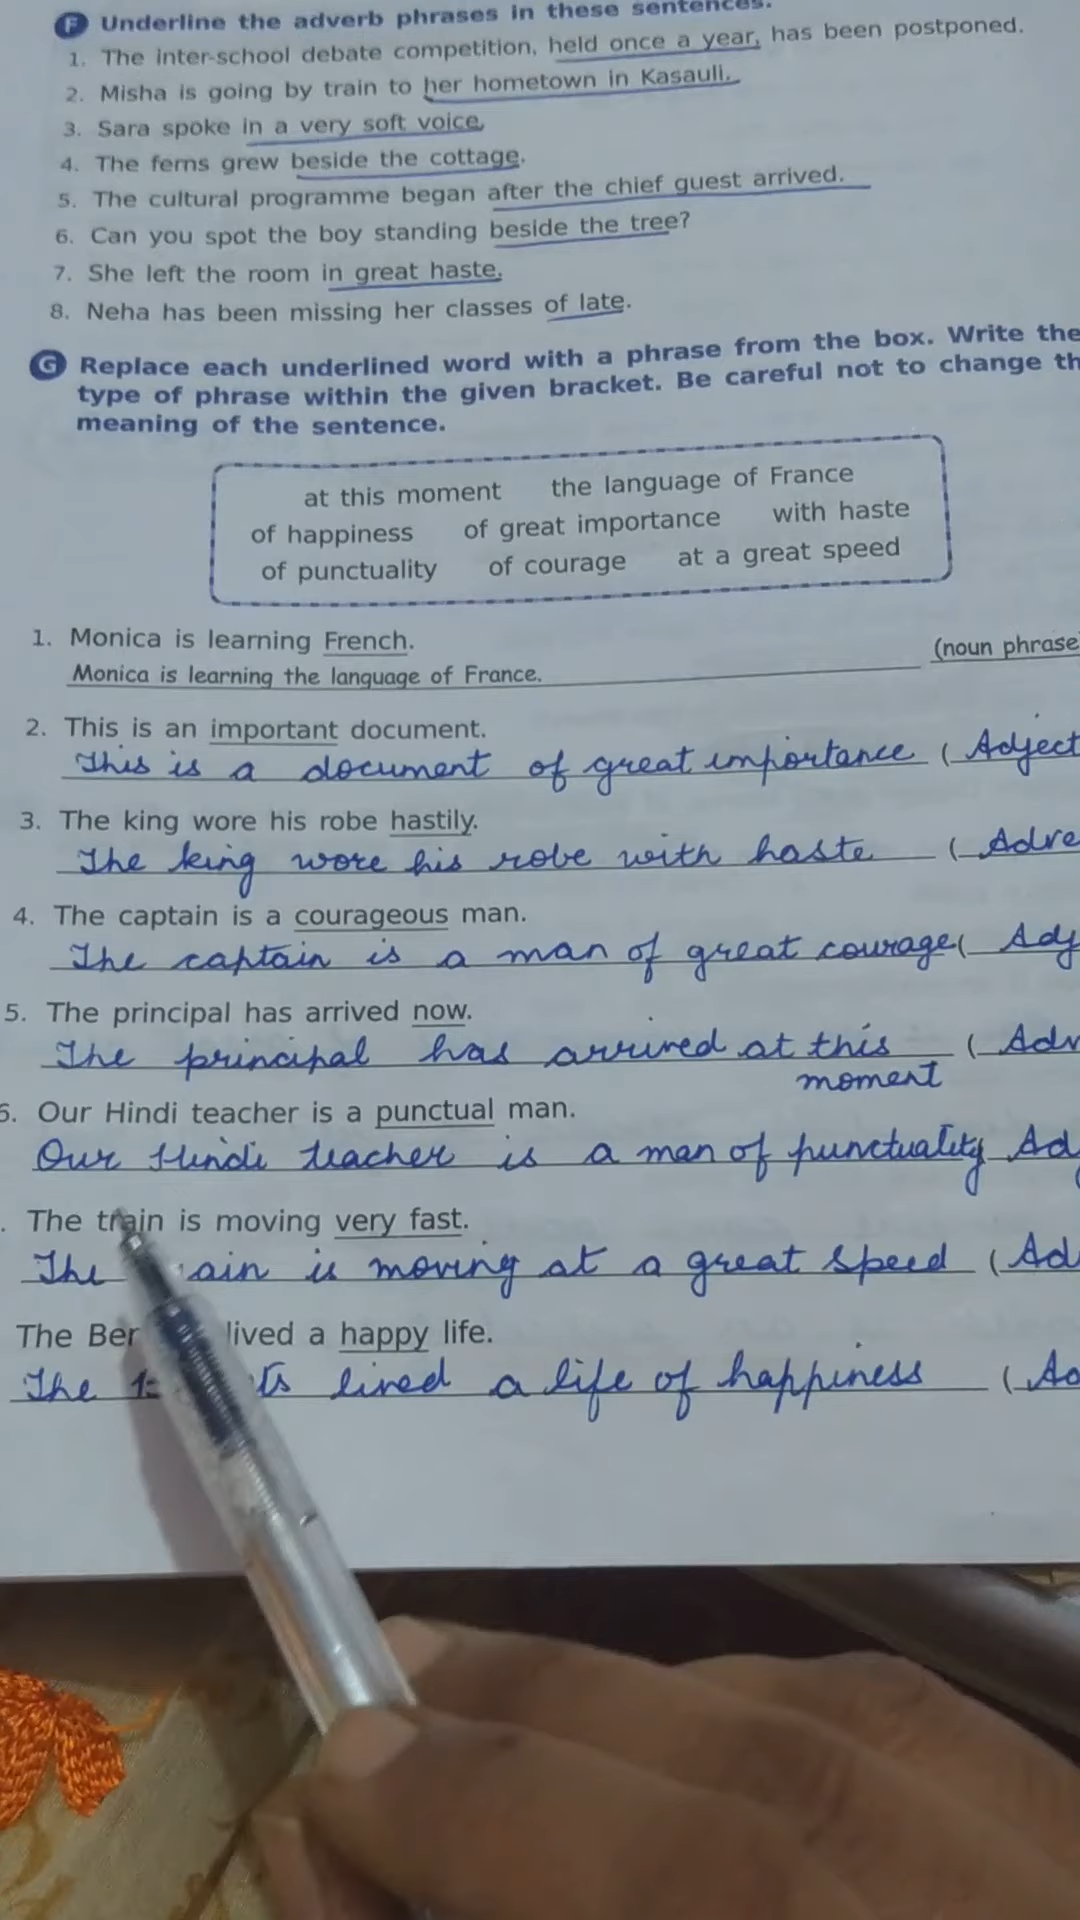 F Underline the adverb phrases in these sentences.
1. The inter-school debate competition, held once a year, has been postponed.
2. Misha is going by train to her hometown in Kasauli.
3. Sara spoke in a very soft voice.
4. The ferns grew beside the cottage.
5. The cultural programme began after the chief guest arrived.
6. Can you spot the boy standing beside the tree?
7. She left the room in great haste.
8. Neha has been missing her classes of late.
G Replace each underlined word with a phrase from the box. Write the
type of phrase within the given bracket. Be careful not to change th
meaning of the sentence.
at this moment the language of France
of happiness of great importance with haste
of punctuality of courage at a great speed
1. Monica is learning French.
Monica is learning the language of France. (noun phrase
2. This is an important document.
This is a document of great importance ( Adject
3. The king wore his robe hastily.
The king wore his robe with haste ( Adve
4. The captain is a courageous man.
The captain is a man of great courage ( Adj
5. The principal has arrived now.
The principal has arrived at this ( Adv
moment
6. Our Hindi teacher is a punctual man.
Our Hindi teacher is a man of punctuality Ad
. The train is moving very fast.
The ain is moving at a great speed ( Ad
The Ber lived a happy life.
The ts lived a life of happiness ( Ad